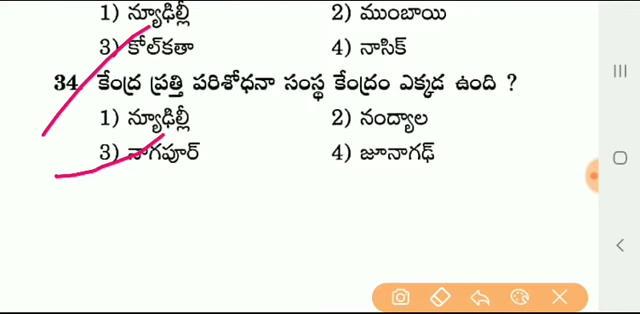 1) న్యూఢిల్లీ 2) ముంబాయి
3) కోల్‌కతా 4) నాసిక్
34. కేంద్ర ప్రత్తి పరిశోధనా సంస్థ కేంద్రం ఎక్కడ ఉంది ?
1) న్యూఢిల్లీ 2) నంద్యాల
3) నాగపూర్ 4) జూనాగఢ్